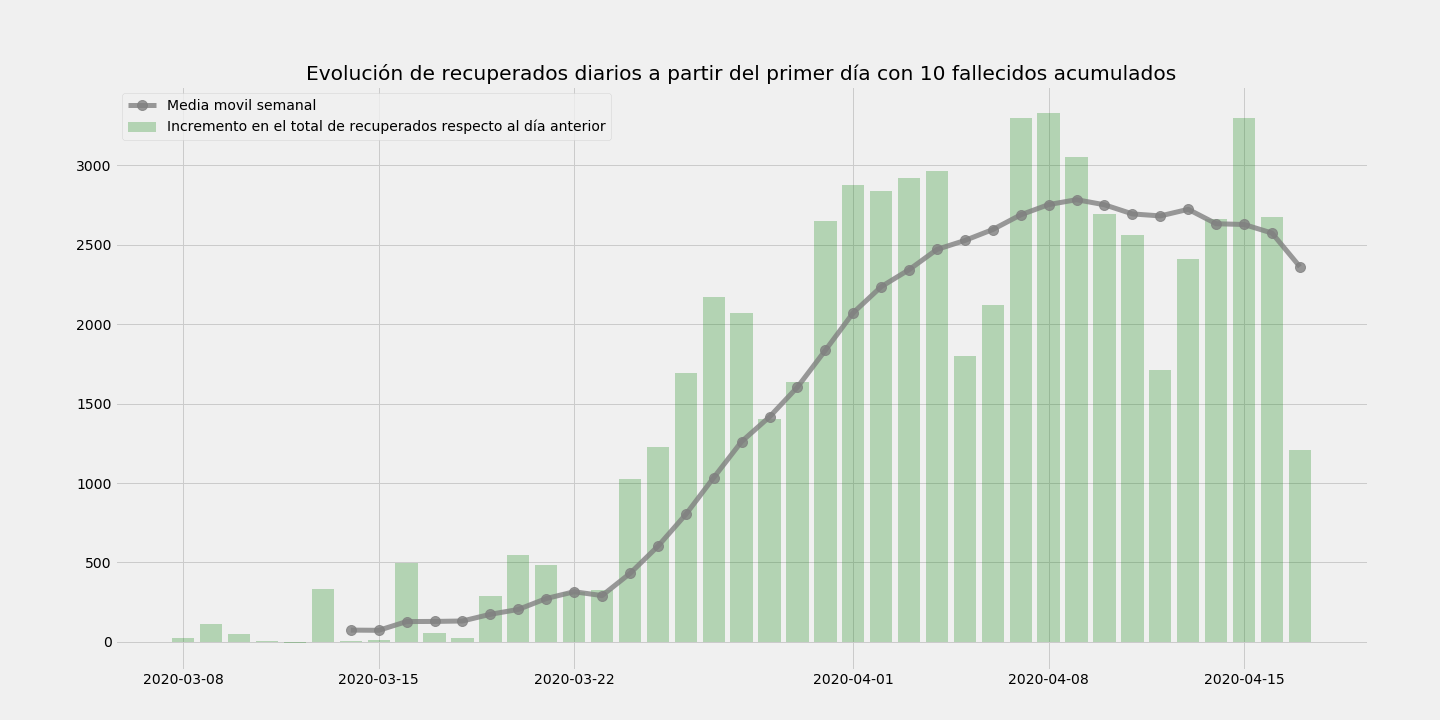 Evolución de recuperados diarios a partir del primer día con 10 fallecidos acumulados
Media movil semanal
Incremento en el total de recuperados respecto al día anterior
3000
2500
2000
1500
1000
500
0
2020-03-08 2020-03-15 2020-03-22 2020-04-01 2020-04-08 2020-04-15